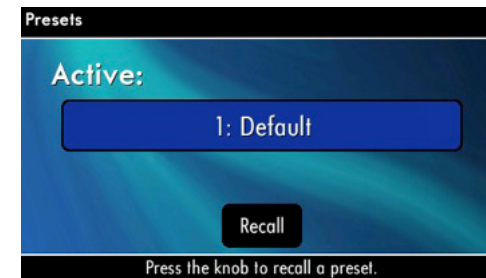 Presets
Active:
1: Default
Recall
Press the knob to recall a preset.